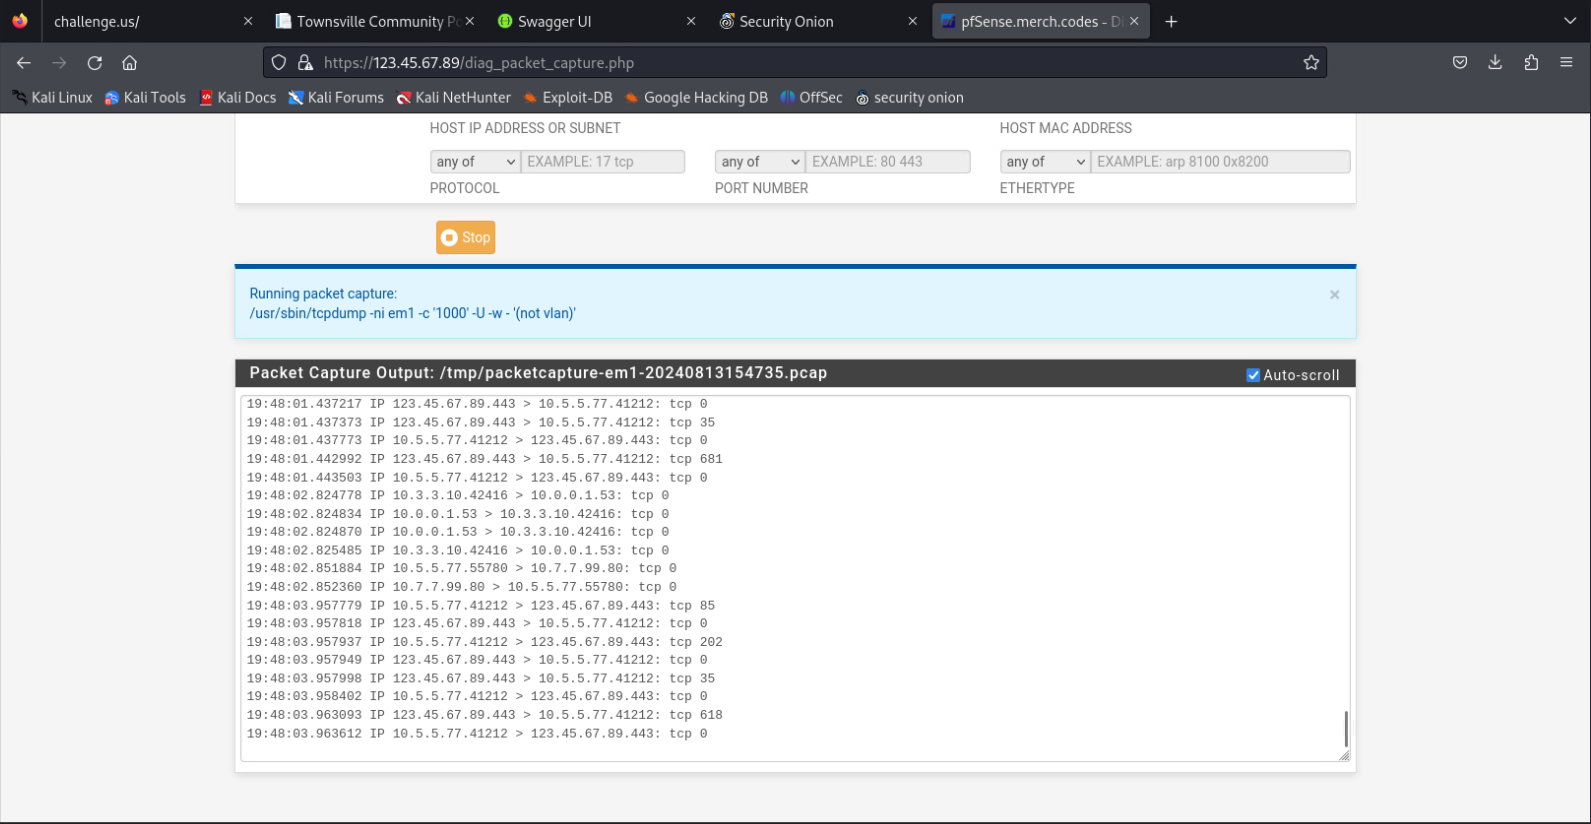 challenge.us/
Townsville Community Po
Swagger UI
Security Onion
pfSense.merch.codes - Di
https://123.45.67.89/diag_packet_capture.php
Kali Linux
Kali Tools
Kali Docs
Kali Forums
Kali NetHunter
Exploit-DB
Google Hacking DB
OffSec
security onion
HOST IP ADDRESS OR SUBNET
HOST MAC ADDRESS
any of
EXAMPLE: 17 tcp
any of
EXAMPLE: 80 443
any of
EXAMPLE: arp 8100 0x8200
PROTOCOL
PORT NUMBER
ETHERTYPE
Stop
Running packet capture:
/usr/sbin/tcpdump -ni em1 -c '1000' -U -w - '(not vlan)'
Packet Capture Output: /tmp/packetcapture-em1-20240813154735.pcap
Auto-scroll
19:48:01.437217 IP 123.45.67.89.443 > 10.5.5.77.41212: tcp 0
19:48:01.437373 IP 123.45.67.89.443 > 10.5.5.77.41212: tcp 35
19:48:01.437773 IP 10.5.5.77.41212 > 123.45.67.89.443: tcp 0
19:48:01.442992 IP 123.45.67.89.443 > 10.5.5.77.41212: tcp 681
19:48:01.443503 IP 10.5.5.77.41212 > 123.45.67.89.443: tcp 0
19:48:02.824778 IP 10.3.3.10.42416 > 10.0.0.1.53: tcp 0
19:48:02.824834 IP 10.0.0.1.53 > 10.3.3.10.42416: tcp 0
19:48:02.824870 IP 10.0.0.1.53 > 10.3.3.10.42416: tcp 0
19:48:02.825485 IP 10.3.3.10.42416 > 10.0.0.1.53: tcp 0
19:48:02.851884 IP 10.5.5.77.55780 > 10.7.7.99.80: tcp 0
19:48:02.852360 IP 10.7.7.99.80 > 10.5.5.77.55780: tcp 0
19:48:03.957779 IP 10.5.5.77.41212 > 123.45.67.89.443: tcp 85
19:48:03.957818 IP 123.45.67.89.443 > 10.5.5.77.41212: tcp 0
19:48:03.957937 IP 10.5.5.77.41212 > 123.45.67.89.443: tcp 202
19:48:03.957949 IP 123.45.67.89.443 > 10.5.5.77.41212: tcp 0
19:48:03.957998 IP 123.45.67.89.443 > 10.5.5.77.41212: tcp 35
19:48:03.958402 IP 10.5.5.77.41212 > 123.45.67.89.443: tcp 0
19:48:03.963093 IP 123.45.67.89.443 > 10.5.5.77.41212: tcp 618
19:48:03.963612 IP 10.5.5.77.41212 > 123.45.67.89.443: tcp 0